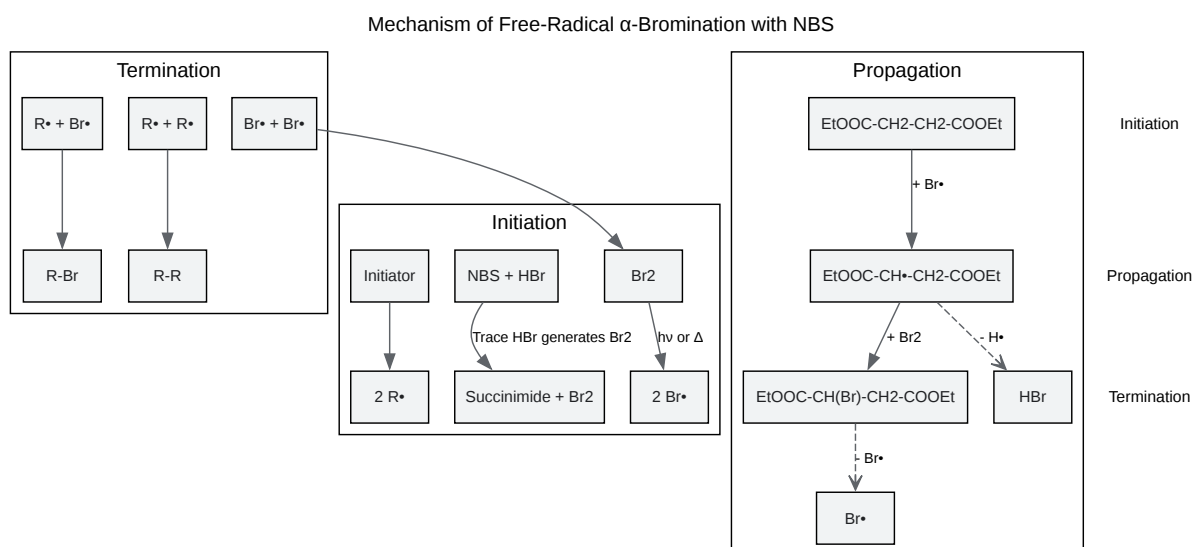 Mechanism of Free-Radical α-Bromination with NBS
Termination
R• + Br•
R• + R•
Br• + Br•
R-Br
R-R
Initiation
Initiator
NBS + HBr
Br2
Trace HBr generates Br2
hν or Δ
2 R•
Succinimide + Br2
2 Br•
Propagation
EtOOC-CH2-CH2-COOEt
+ Br•
EtOOC-CH•-CH2-COOEt
+ Br2
- H•
EtOOC-CH(Br)-CH2-COOEt
HBr
- Br•
Br•
Initiation
Propagation
Termination